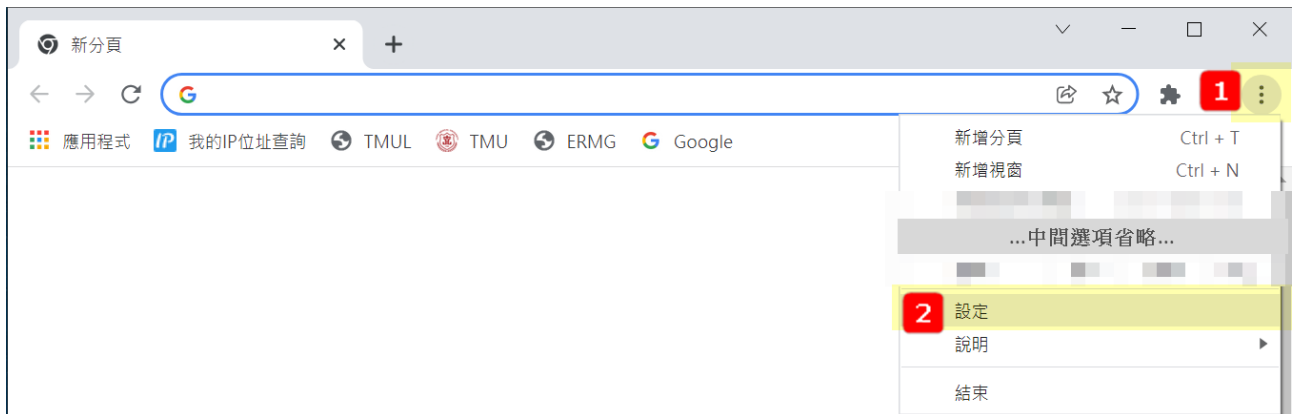 新分頁
應用程式 IP 我的IP位址查詢 TMUL TMU ERMG G Google
G
1
新增分頁 Ctrl + T
新增視窗 Ctrl + N
...中間選項省略...
2 設定
說明
結束